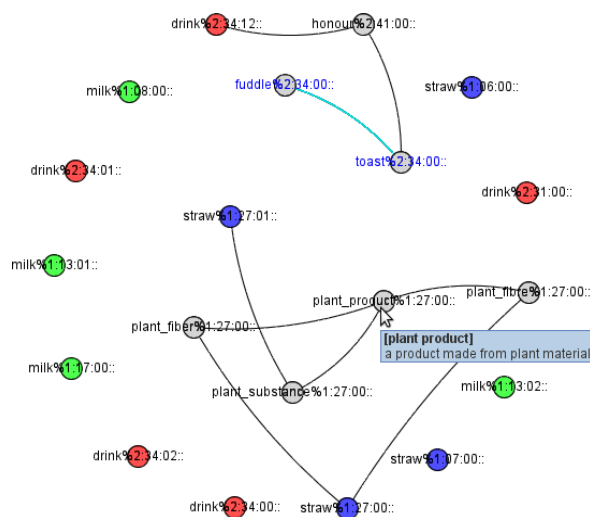 drink%2:34:12::
honour%2:41:00::
fuddle%2:34:00::
straw%1:06:00::
milk%1:08:00::
toast%2:34:00::
drink%2:34:01::
drink%2:31:00::
straw%1:27:01::
milk%1:13:01::
plant_product%1:27:00::
plant_fibre%1:27:00::
plant_fiber%1:27:00::
[plant product]
a product made from plant material
milk%1:17:00::
milk%1:13:02::
plant_substance%1:27:00::
drink%2:34:02::
straw%1:07:00::
drink%2:34:00::
straw%1:27:00::